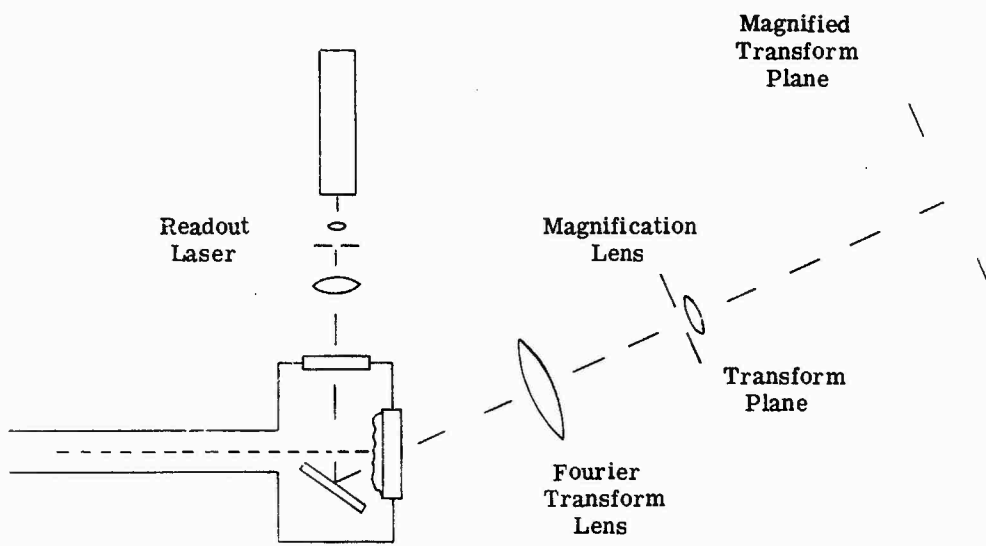 Magnified
Transform
Plane
Readout
Laser
Magnification
Lens
Transform
Plane
Fourier
Transform
Lens